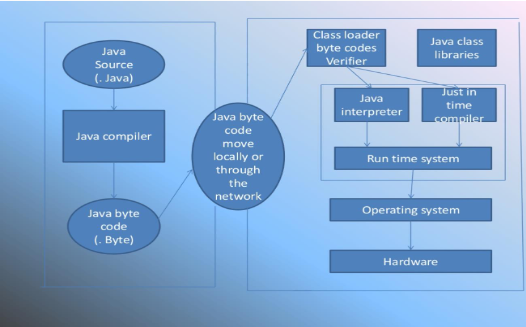 Java
Source
(. Java)
Java compiler
Java byte
code
(. Byte)
Java byte
code
move
locally or
through
the
network
Class loader
byte codes
Verifier
Java class
libraries
Java
interpreter
Just in
time
compiler
Run time system
Operating system
Hardware